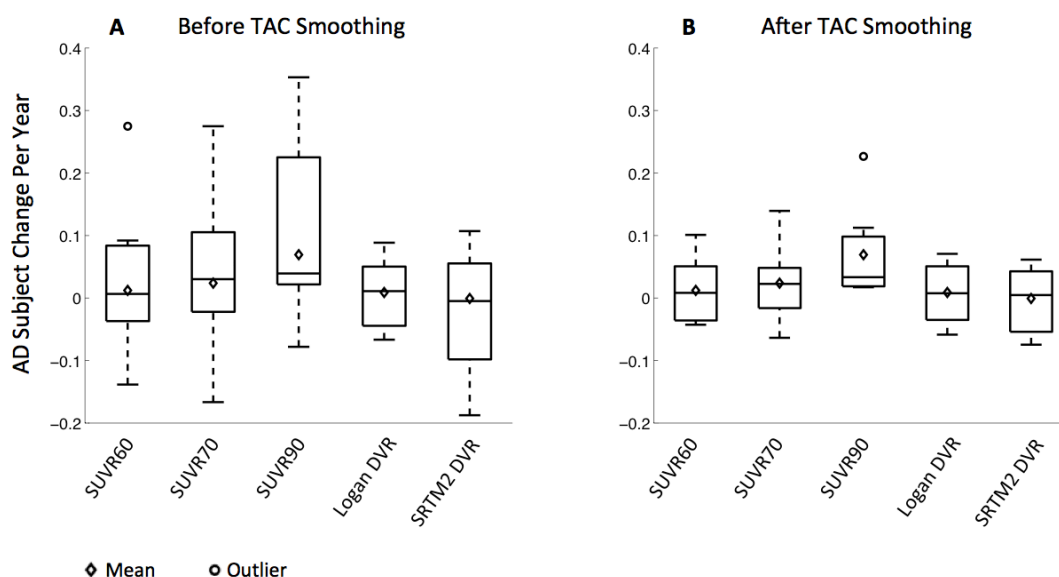 A Before TAC Smoothing
B After TAC Smoothing
AD Subject Change Per Year
0.4
0.3
0.2
0.1
0
−0.1
−0.2
SUVR60
SUVR70
SUVR90
Logan DVR
SRTM2 DVR
0.4
0.3
0.2
0.1
0
−0.1
−0.2
SUVR60
SUVR70
SUVR90
Logan DVR
SRTM2 DVR
Mean Outlier